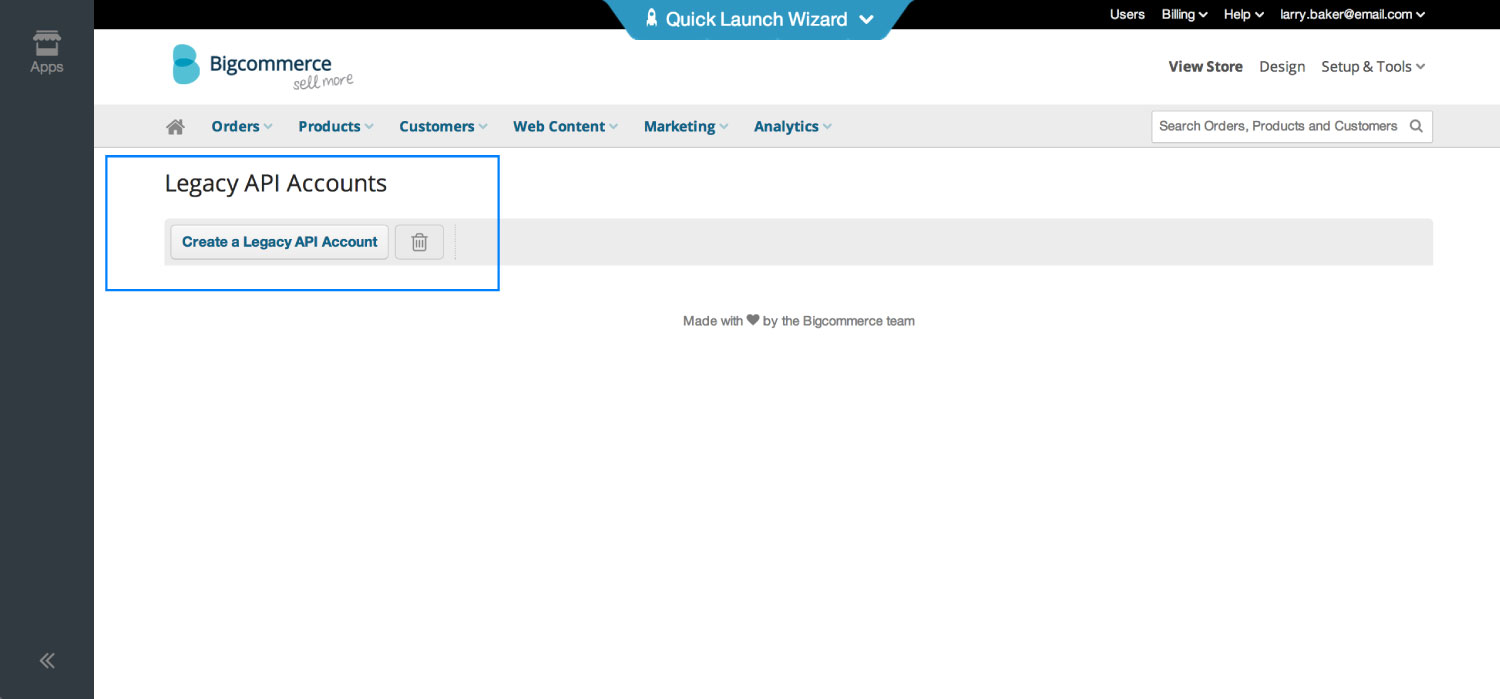 Apps
Quick Launch Wizard
Users Billing Help larry.baker@email.com
Bigcommerce
sell more
View Store Design Setup & Tools
Orders Products Customers Web Content Marketing Analytics Search Orders, Products and Customers
Legacy API Accounts
Create a Legacy API Account
Made with ♥ by the Bigcommerce team